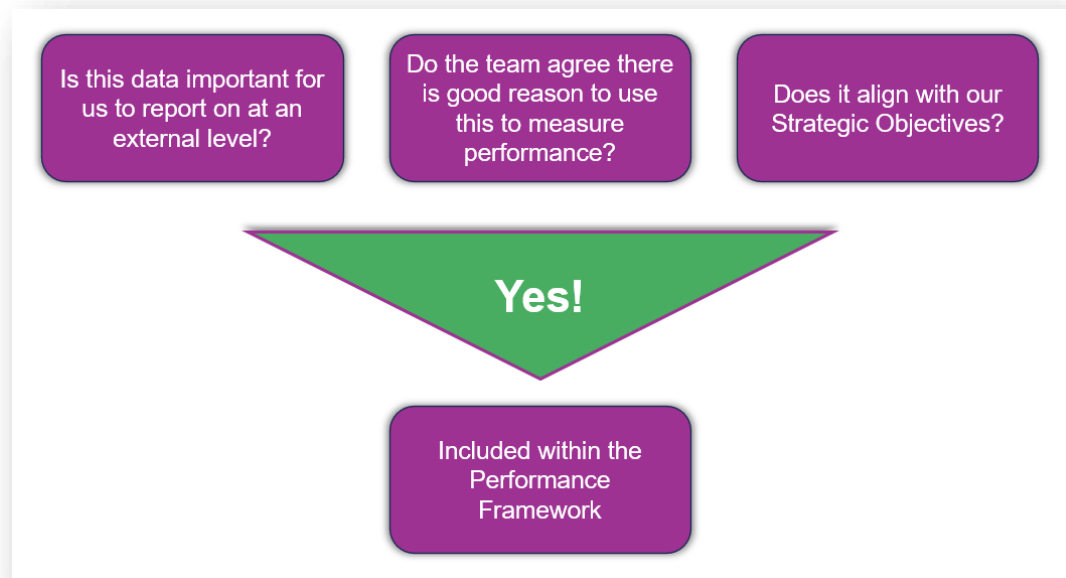 Is this data important for
us to report on at an
external level?
Do the team agree there
is good reason to use
this to measure
performance?
Does it align with our
Strategic Objectives?
Yes!
Included within the
Performance
Framework